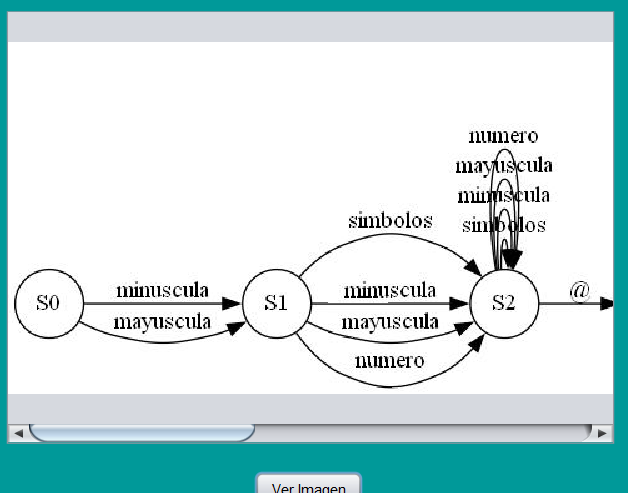 numero
mayuscula
minuscula
simbolos
simbolos
S0
minuscula
mayuscula
S1
minuscula
mayuscula
numero
S2
@
Ver Imagen